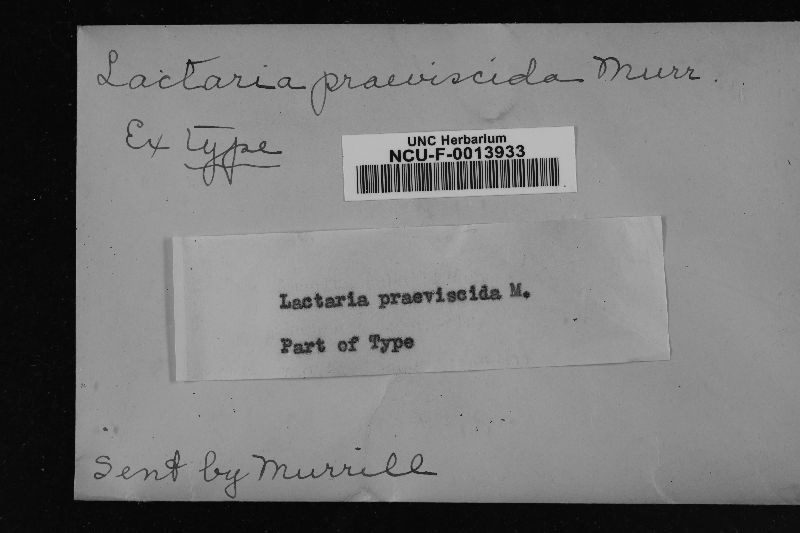 Lactaria praeviscida Murr.
Ex type
UNC Herbarium
NCU-F-0013933
Lactaria praeviscida M.
Part of Type
Sent by Murrill